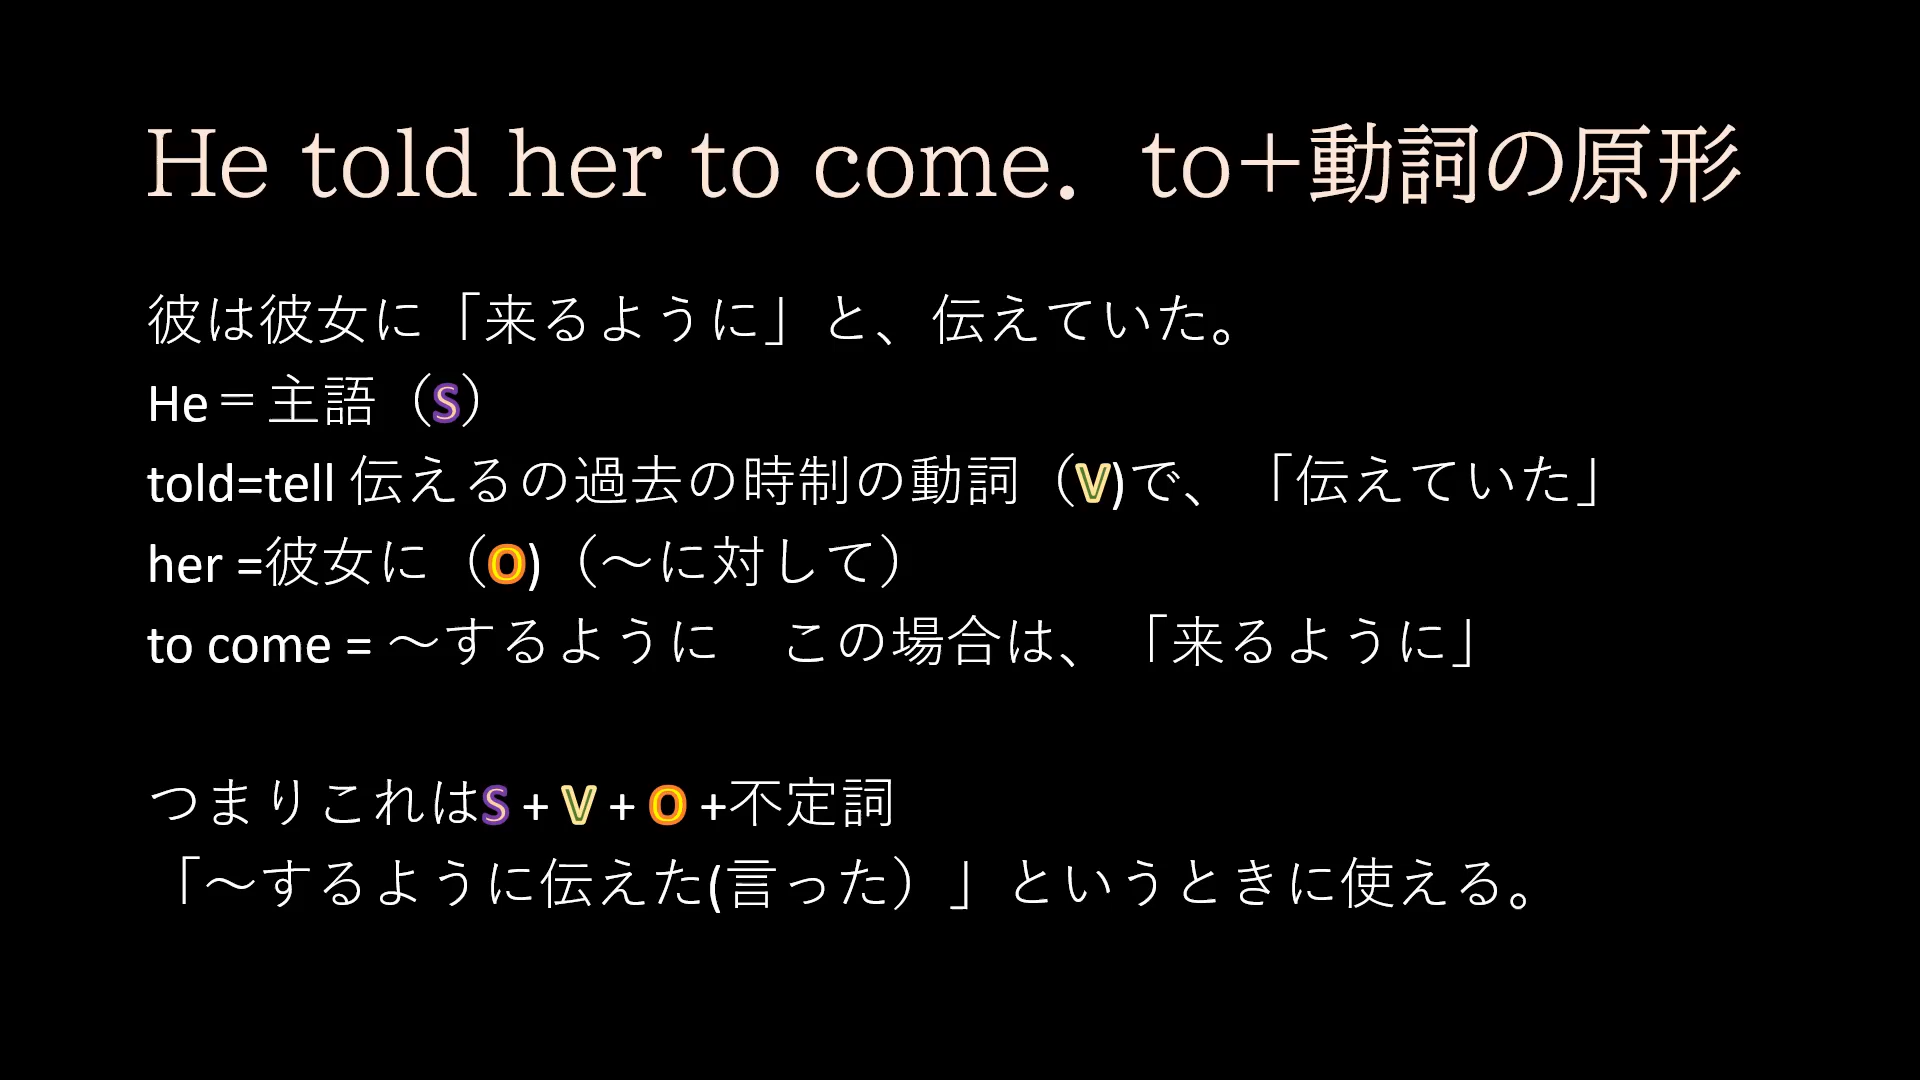 He told her to come.  to＋動詞の原形
彼は彼女に「来るように」と、伝えていた。
He＝主語（S）
told=tell 伝えるの過去の時制の動詞（V)で、「伝えていた」
her =彼女に（O)（～に対して）
to come = ～するように　この場合は、「来るように」
つまりこれはS + V + O +不定詞
「～するように伝えた(言った）」というときに使える。